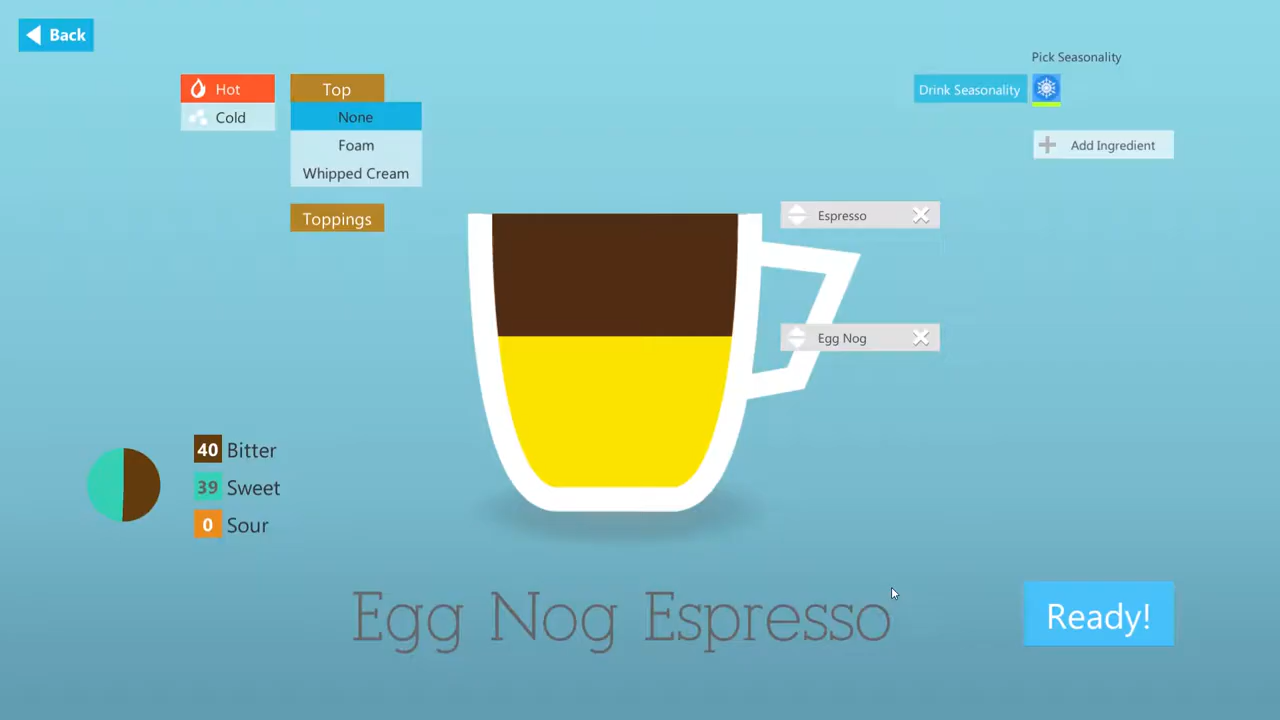 Back
Pick Seasonality
Hot
Top
Drink Seasonality
Cold
None
Foam
Add Ingredient
Whipped Cream
Toppings
Espresso
Egg Nog
40 Bitter
39 Sweet
0 Sour
Egg Nog Espresso
Ready!